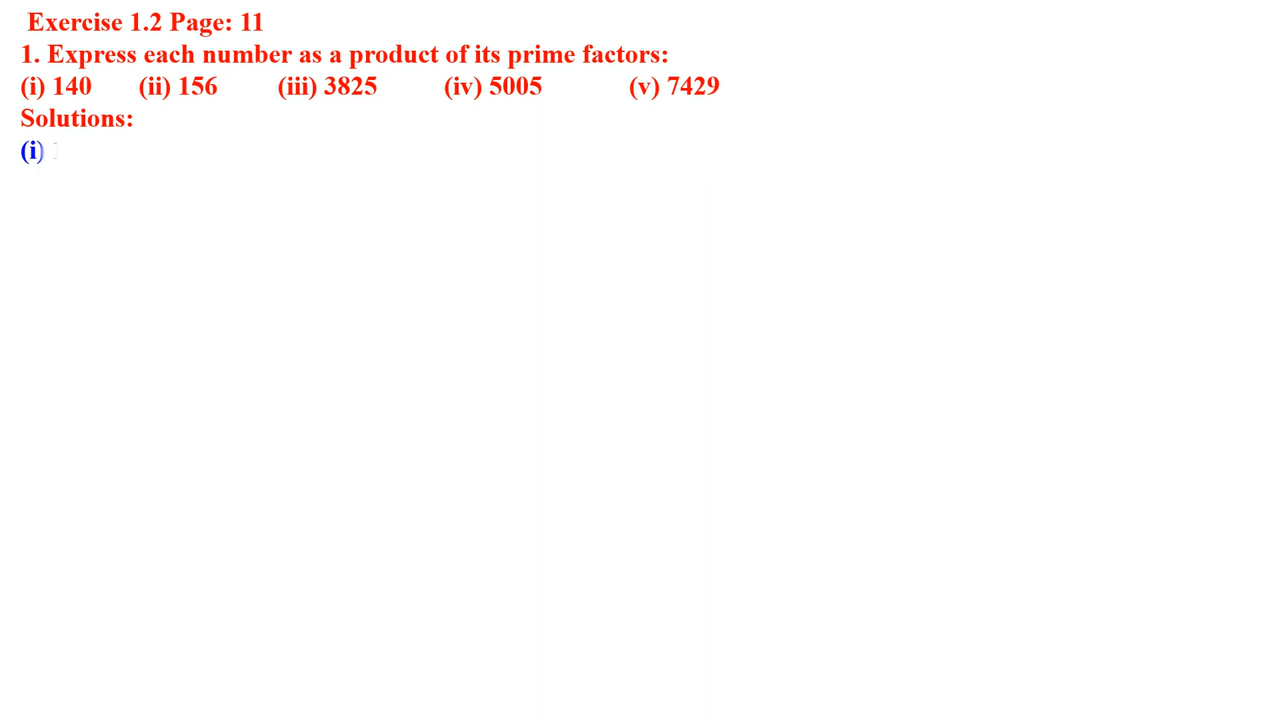 Exercise 1.2 Page: 11
1. Express each number as a product of its prime factors:
(i) 140 (ii) 156 (iii) 3825 (iv) 5005 (v) 7429
Solutions:
(i)